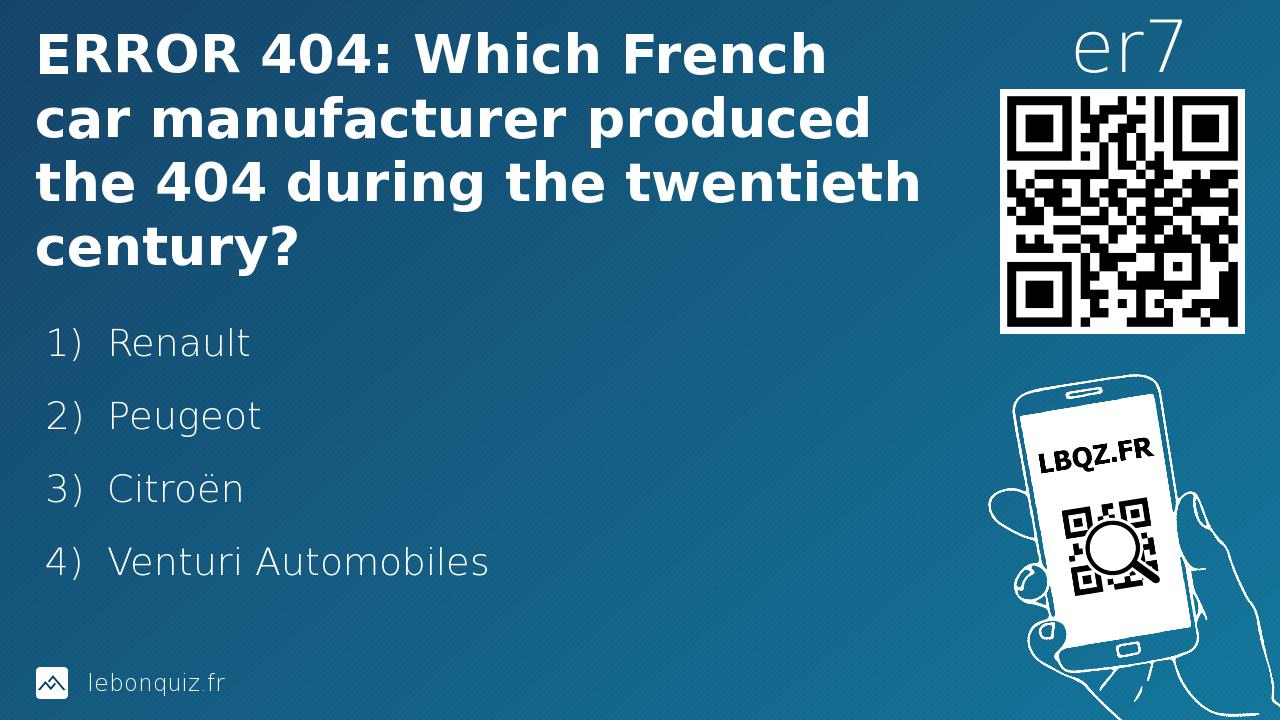 ERROR 404: Which French
car manufacturer produced
the 404 during the twentieth
century?
1) Renault
2) Peugeot
3) Citroën
4) Venturi Automobiles
er7
LBQZ.FR
lebonquiz.fr